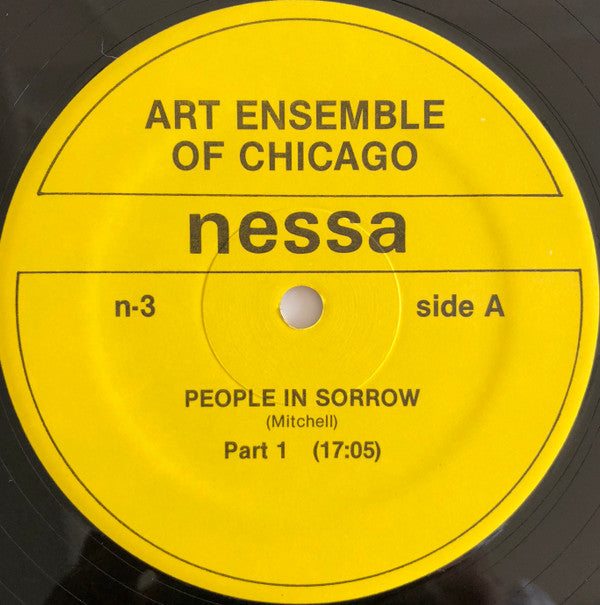 ART ENSEMBLE
OF CHICAGO
nessa
n-3 side A
PEOPLE IN SORROW
(Mitchell)
Part 1 (17:05)